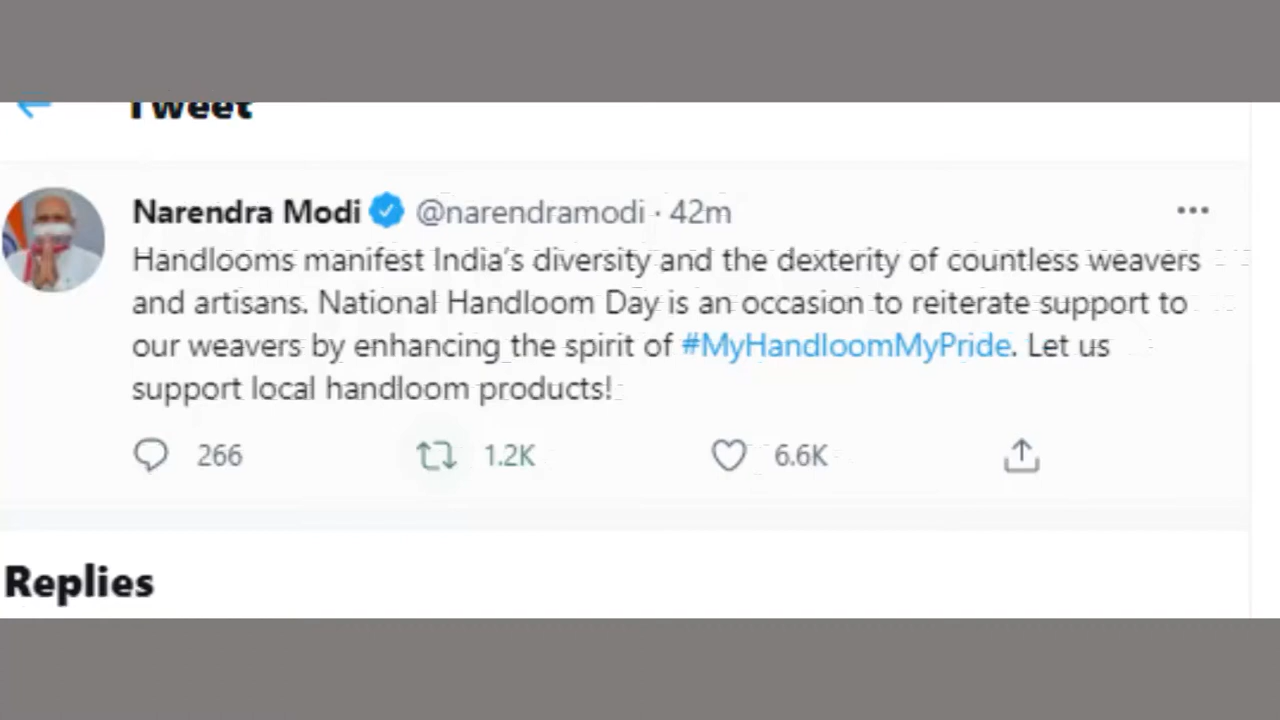 Tweet
Narendra Modi @narendramodi · 42m
Handlooms manifest India's diversity and the dexterity of countless weavers
and artisans. National Handloom Day is an occasion to reiterate support to
our weavers by enhancing the spirit of #MyHandloomMyPride. Let us
support local handloom products!
266 1.2K 6.6K
Replies